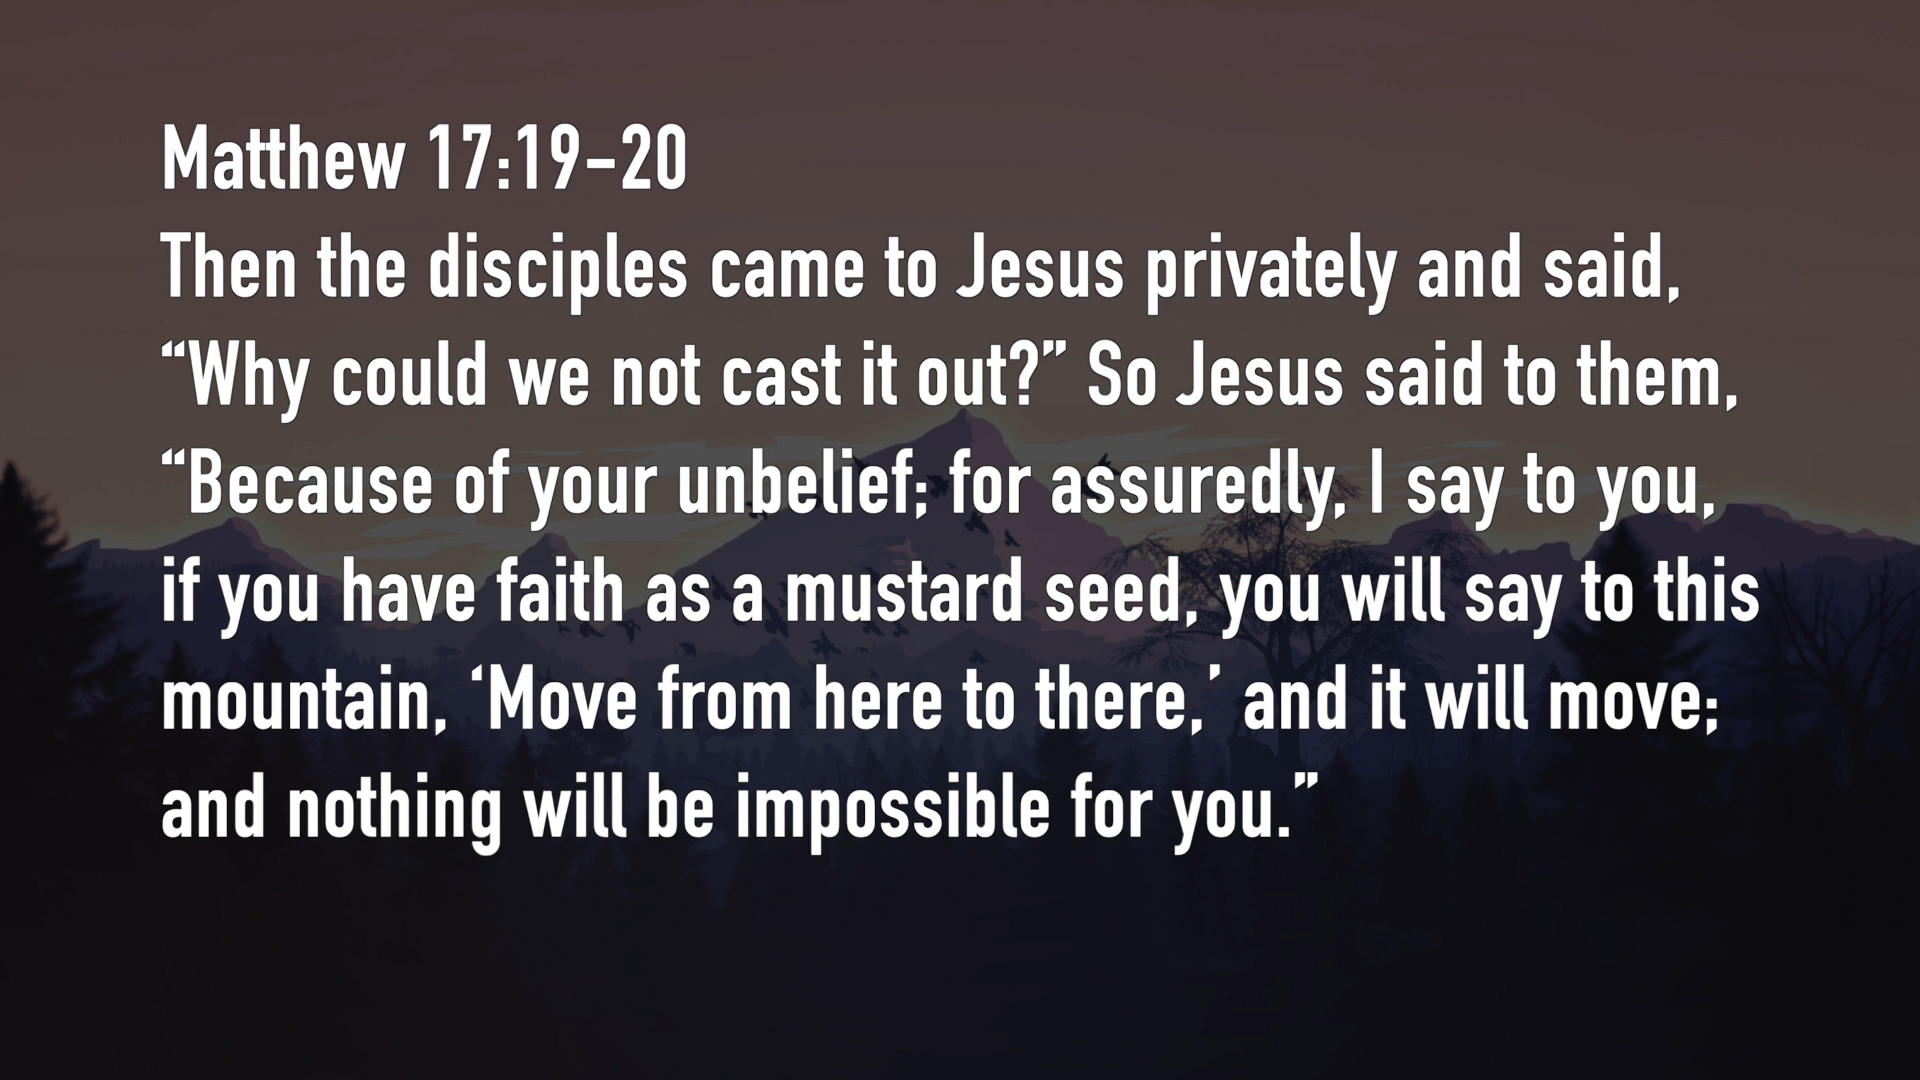 Matthew 17:19–20
Then the disciples came to Jesus privately and said,
“Why could we not cast it out?” So Jesus said to them,
“Because of your unbelief; for assuredly, I say to you,
if you have faith as a mustard seed, you will say to this
mountain, ‘Move from here to there,’ and it will move;
and nothing will be impossible for you.”